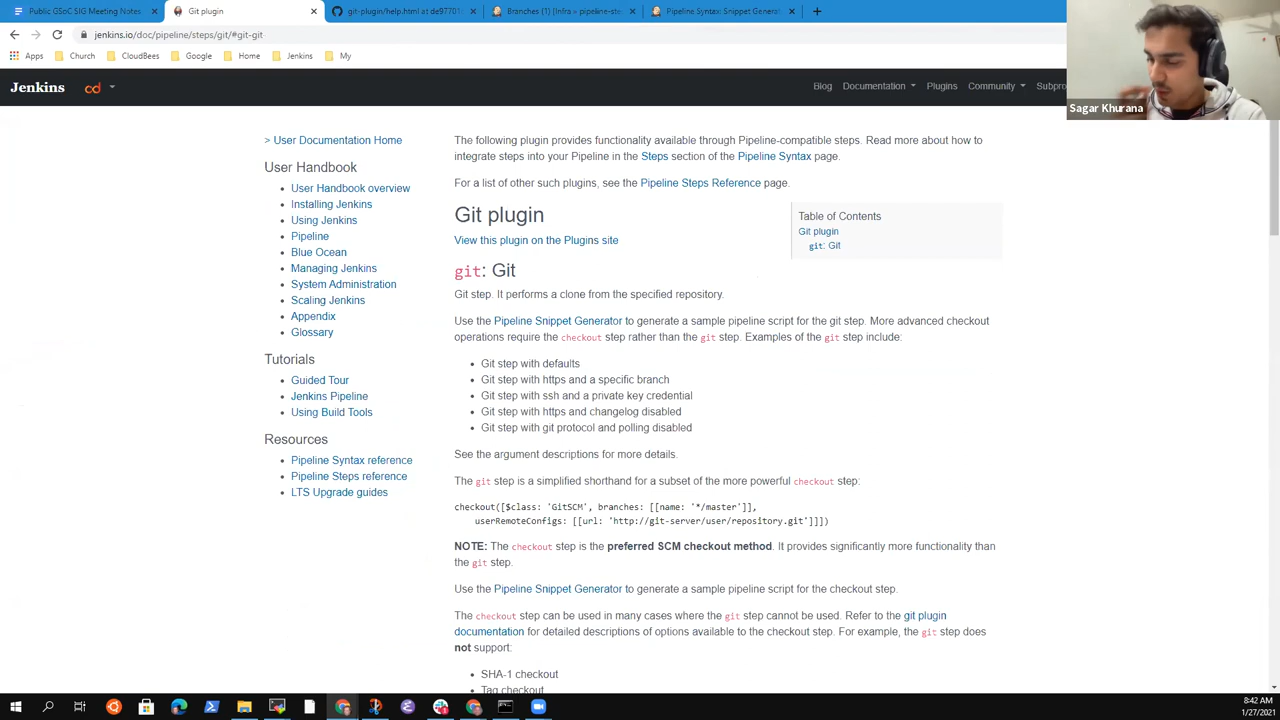 Public GSoC SIG Meeting Notes
Git plugin
git-plugin/help.html at de97701
Branches (1) [Infra » pipeline-ste
Pipeline Syntax: Snippet Generat
jenkins.io/doc/pipeline/steps/git/#git-git
Apps
Church
CloudBees
Google
Home
Jenkins
My
Jenkins
cd
Blog
Documentation
Plugins
Community
Subpro
Sagar Khurana
> User Documentation Home
User Handbook
User Handbook overview
Installing Jenkins
Using Jenkins
Pipeline
Blue Ocean
Managing Jenkins
System Administration
Scaling Jenkins
Appendix
Glossary
Tutorials
Guided Tour
Jenkins Pipeline
Using Build Tools
Resources
Pipeline Syntax reference
Pipeline Steps reference
LTS Upgrade guides
The following plugin provides functionality available through Pipeline-compatible steps. Read more about how to
integrate steps into your Pipeline in the Steps section of the Pipeline Syntax page.
For a list of other such plugins, see the Pipeline Steps Reference page.
Git plugin
View this plugin on the Plugins site
Table of Contents
Git plugin
git: Git
git: Git
Git step. It performs a clone from the specified repository.
Use the Pipeline Snippet Generator to generate a sample pipeline script for the git step. More advanced checkout
operations require the checkout step rather than the git step. Examples of the git step include:
Git step with defaults
Git step with https and a specific branch
Git step with ssh and a private key credential
Git step with https and changelog disabled
Git step with git protocol and polling disabled
See the argument descriptions for more details.
The git step is a simplified shorthand for a subset of the more powerful checkout step:
checkout([$class: 'GitSCM', branches: [[name: '*/master']],
userRemoteConfigs: [[url: 'http://git-server/user/repository.git']]])
NOTE: The checkout step is the preferred SCM checkout method. It provides significantly more functionality than
the git step.
Use the Pipeline Snippet Generator to generate a sample pipeline script for the checkout step.
The checkout step can be used in many cases where the git step cannot be used. Refer to the git plugin
documentation for detailed descriptions of options available to the checkout step. For example, the git step does
not support:
SHA-1 checkout
Tag checkout
8:42 AM
1/27/2021